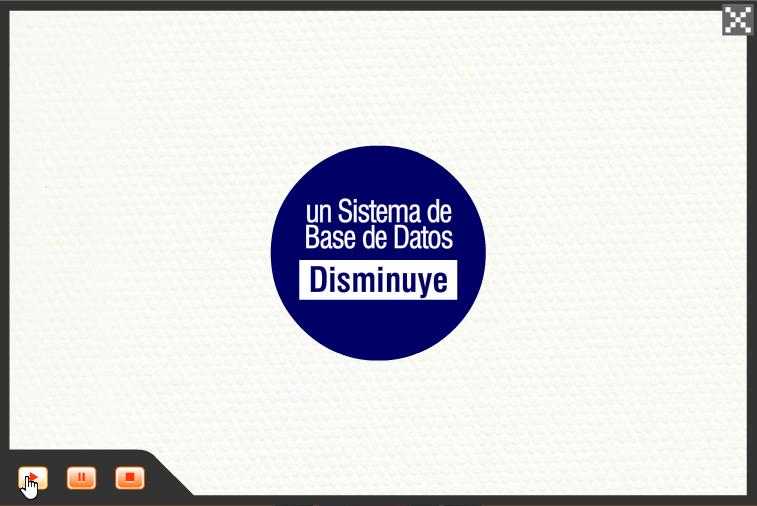 un Sistema de
Base de Datos
Disminuye